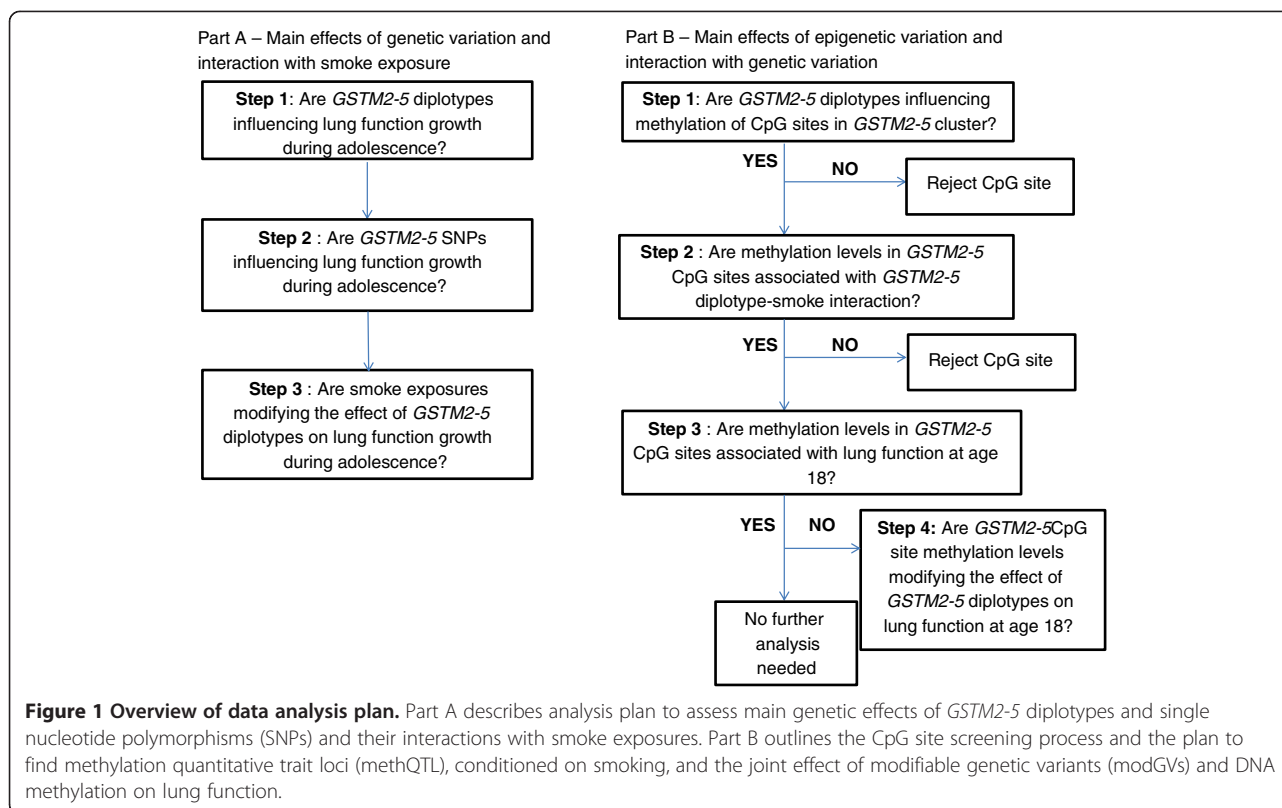 Part A – Main effects of genetic variation and
interaction with smoke exposure
Step 1: Are GSTM2-5 diplotypes
influencing lung function growth
during adolescence?
Step 2 : Are GSTM2-5 SNPs
influencing lung function growth
during adolescence?
Step 3 : Are smoke exposures
modifying the effect of GSTM2-5
diplotypes on lung function growth
during adolescence?
Part B – Main effects of epigenetic variation and
interaction with genetic variation
Step 1: Are GSTM2-5 diplotypes influencing
methylation of CpG sites in GSTM2-5 cluster?
YES
NO
Reject CpG site
Step 2 : Are methylation levels in GSTM2-5
CpG sites associated with GSTM2-5
diplotype-smoke interaction?
YES
NO
Reject CpG site
Step 3 : Are methylation levels in GSTM2-5
CpG sites associated with lung function at age
18?
YES
NO
Step 4: Are GSTM2-5CpG
site methylation levels
modifying the effect of
GSTM2-5 diplotypes on
lung function at age 18?
No further
analysis
needed
Figure 1 Overview of data analysis plan. Part A describes analysis plan to assess main genetic effects of GSTM2-5 diplotypes and single
nucleotide polymorphisms (SNPs) and their interactions with smoke exposures. Part B outlines the CpG site screening process and the plan to
find methylation quantitative trait loci (methQTL), conditioned on smoking, and the joint effect of modifiable genetic variants (modGVs) and DNA
methylation on lung function.